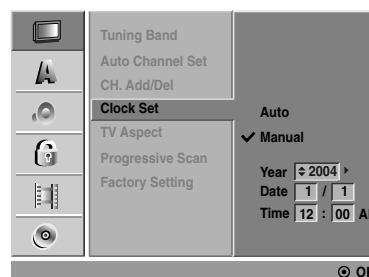 Tuning Band
Auto Channel Set
CH. Add/Del
Clock Set
TV Aspect
Progressive Scan
Factory Setting
Auto
Manual
Year 2004
Date 1 / 1
Time 12 : 00